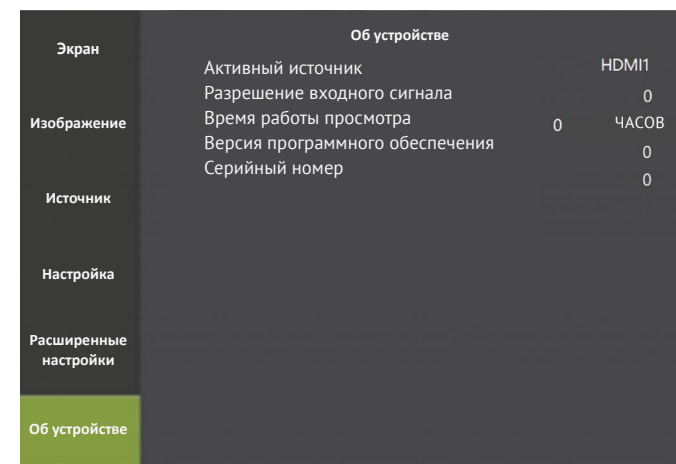 Экран
Изображение
Источник
Настройка
Расширенные
настройки
Об устройстве
Об устройстве
Активный источник HDMI1
Разрешение входного сигнала 0
Время работы просмотра 0 ЧАСОВ
Версия программного обеспечения 0
Серийный номер 0